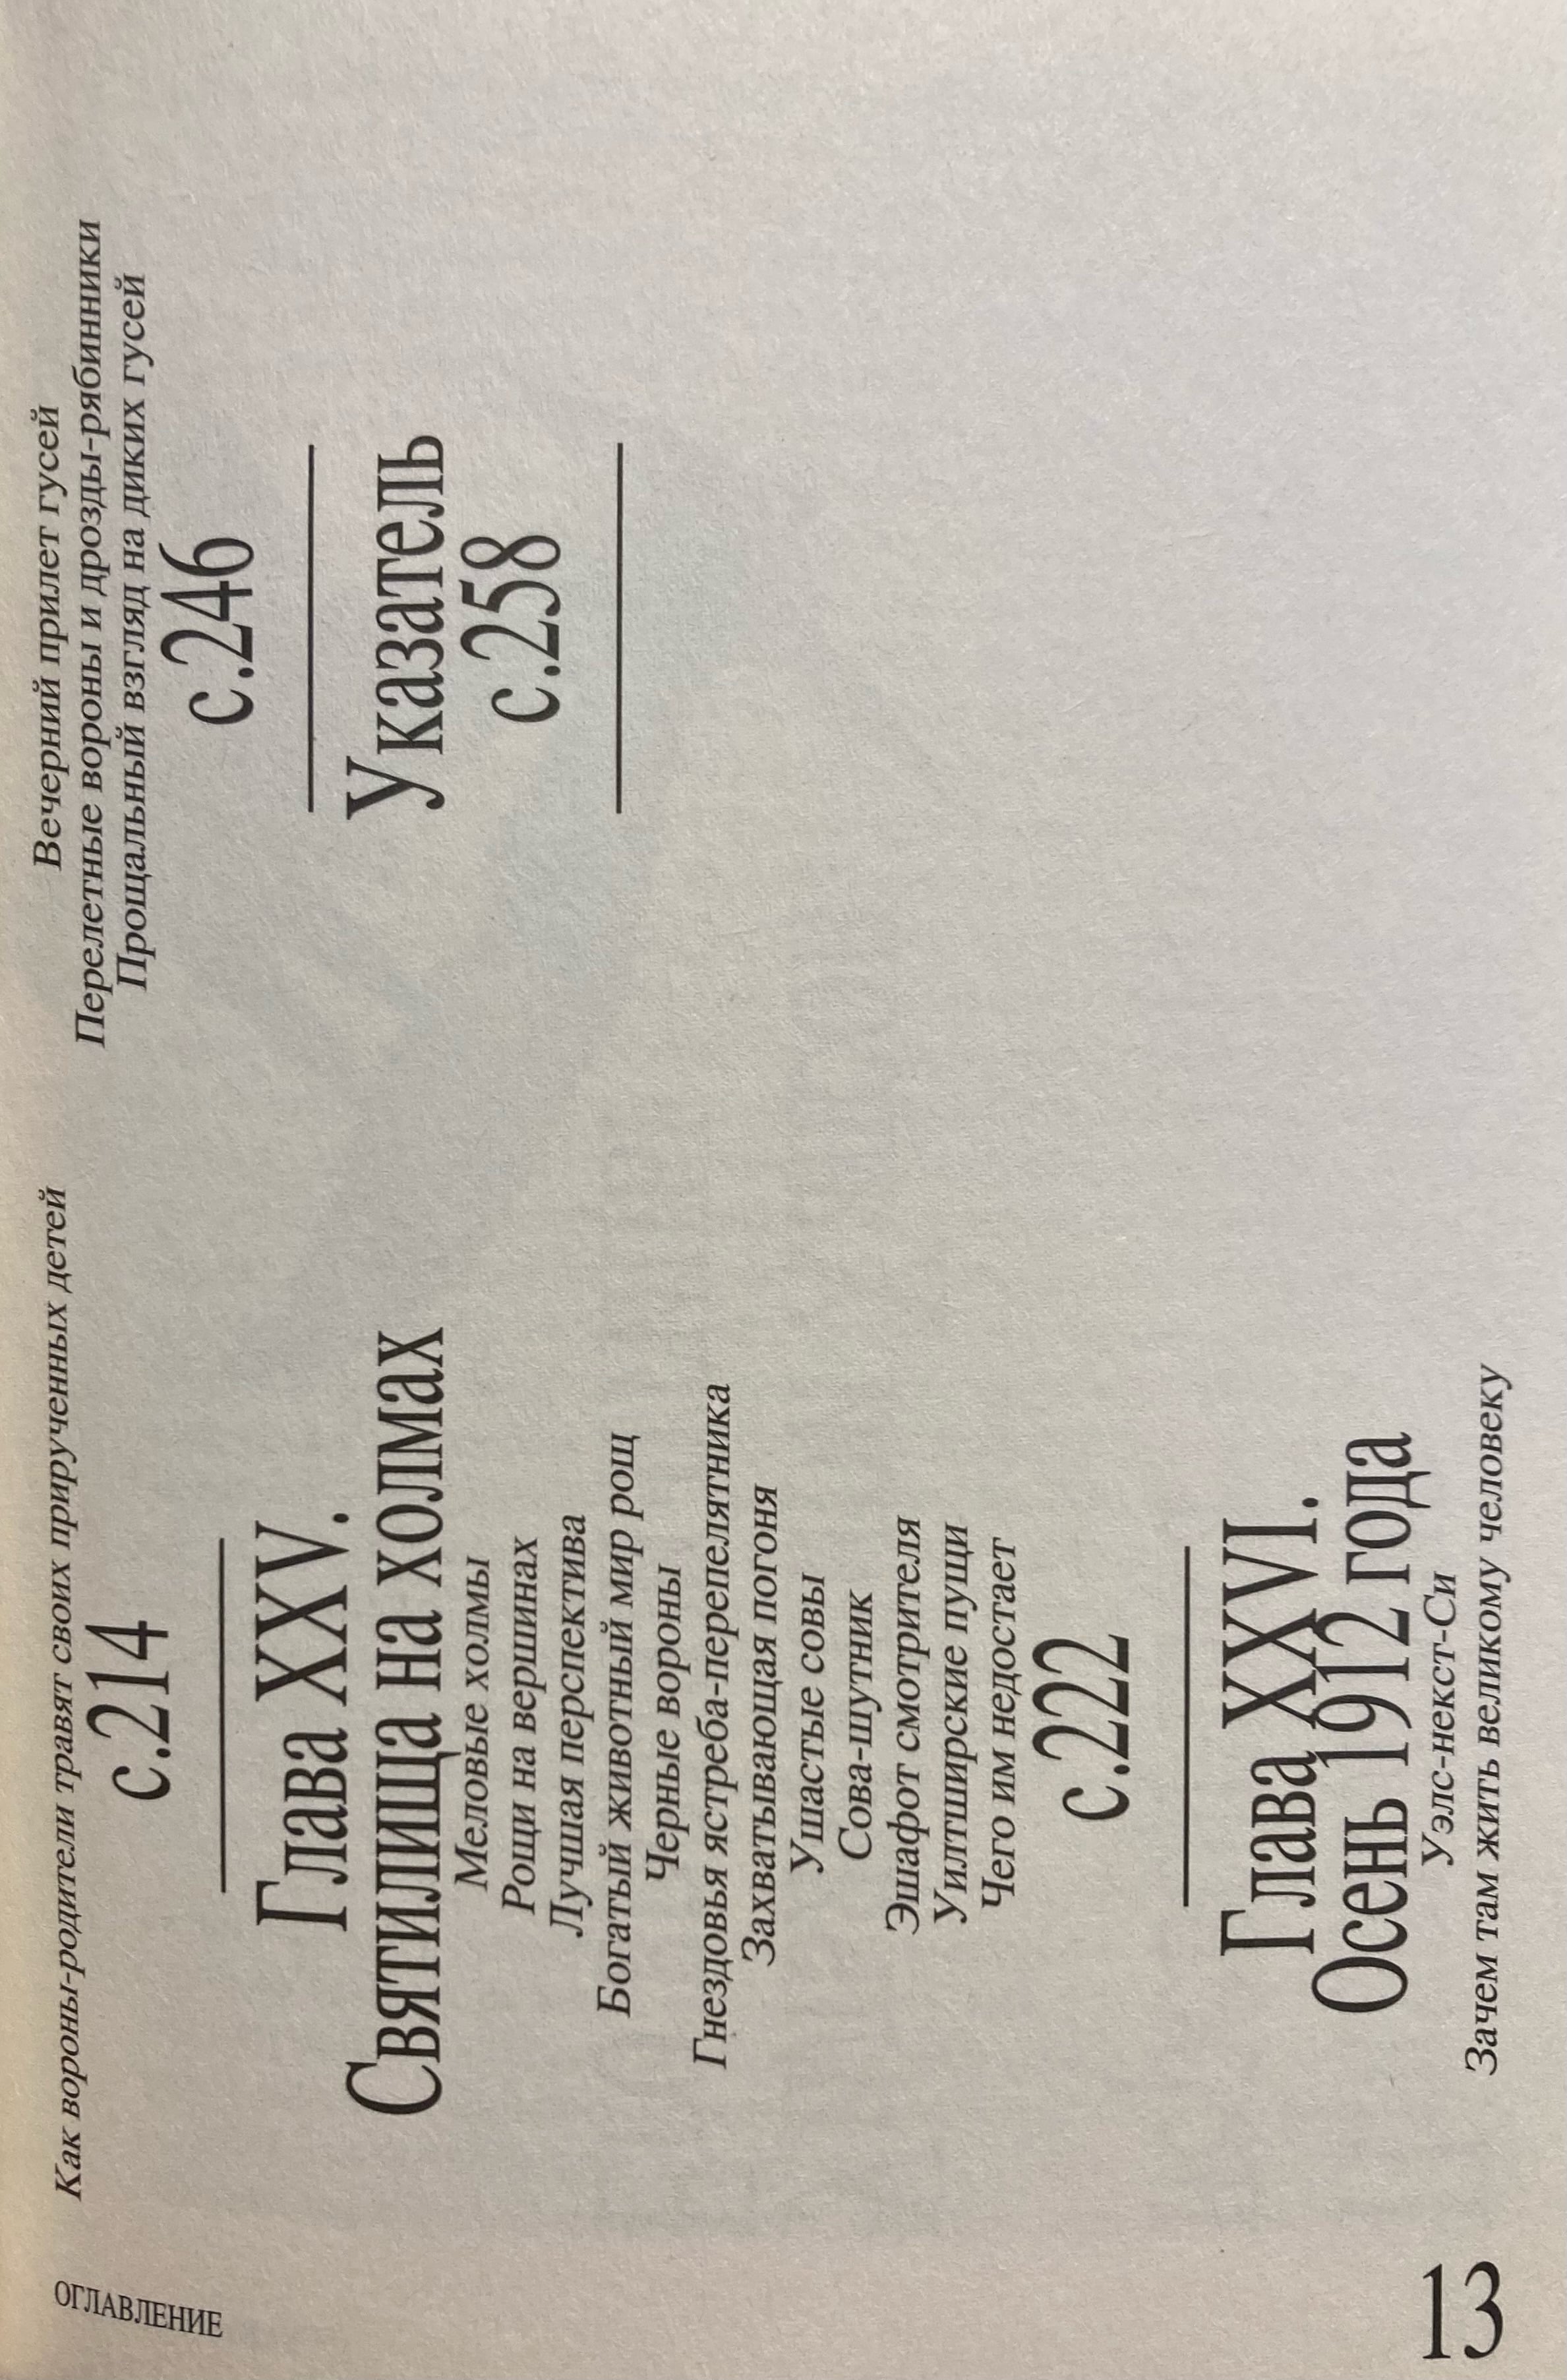 ОГЛАВЛЕНИЕ
Как вороны-родители травят своих прирученных детей
с.214
Глава XXV.
Святилища на холмах
Меловые холмы
Рощи на вершинах
Лучшая перспектива
Богатый животный мир рощ
Черные вороны
Гнездовья ястреба-перепелятника
Захватывающая погоня
Ушастые совы
Сова-шутник
Эшафот смотрителя
Уилтширские пущи
Чего им недостает
с.222
Глава XXVI.
Осень 1912 года
Уэлс-некст-Си
Зачем там жить великому человеку
Вечерний прилет гусей
Перелетные вороны и дрозды-рябинники
Прощальный взгляд на диких гусей
с.246
Указатель
с.258
13